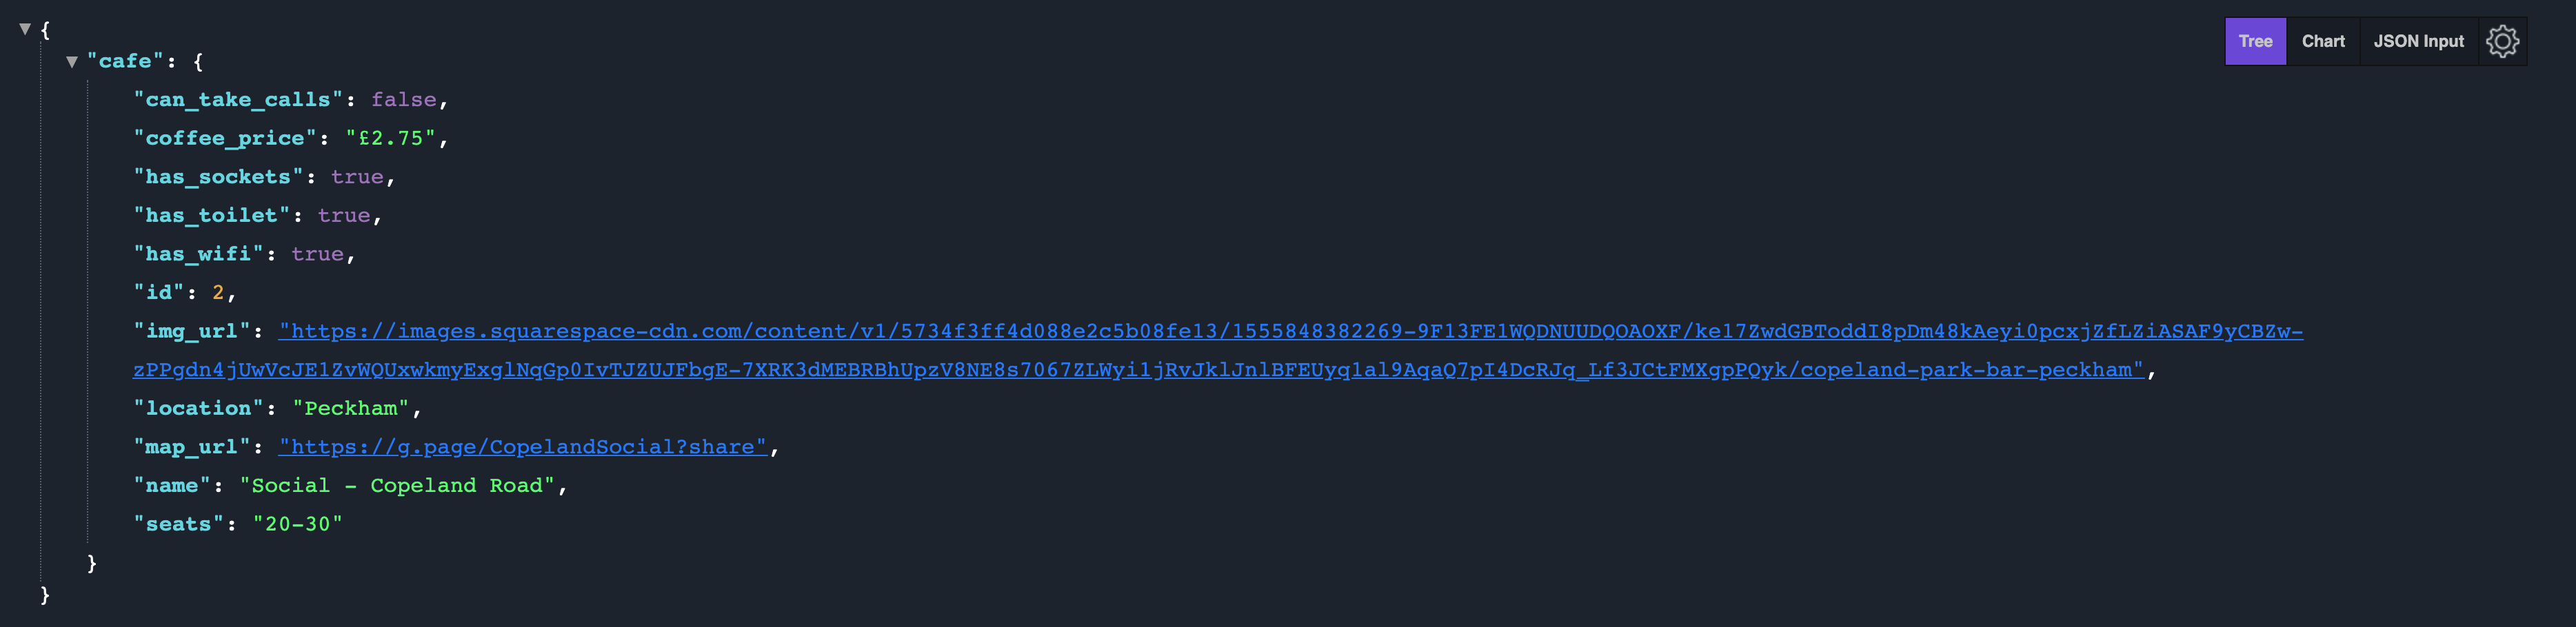 {
Tree Chart JSON Input
"cafe": {
"can_take_calls": false,
"coffee_price": "£2.75",
"has_sockets": true,
"has_toilet": true,
"has_wifi": true,
"id": 2,
"img_url": "https://images.squarespace-cdn.com/content/v1/5734f3ff4d088e2c5b08fe13/1555848382269-9F13FE1WQDNUUDQOAOXF/ke17ZwdGBToddI8pDm48kAeyi0pcxjZfLZiASAF9yCBZw-
zPPgdn4jUwVcJE1ZvWQUxwkmyExglNqGp0IvTJZUJFbgE-7XRK3dMEBRBhUpzV8NE8s7067ZLWyi1jRvJklJnlBFEUyq1al9AqaQ7pI4DcRJq_Lf3JCtFMXgpPQyk/copeland-park-bar-peckham",
"location": "Peckham",
"map_url": "https://g.page/CopelandSocial?share",
"name": "Social - Copeland Road",
"seats": "20-30"
}
}